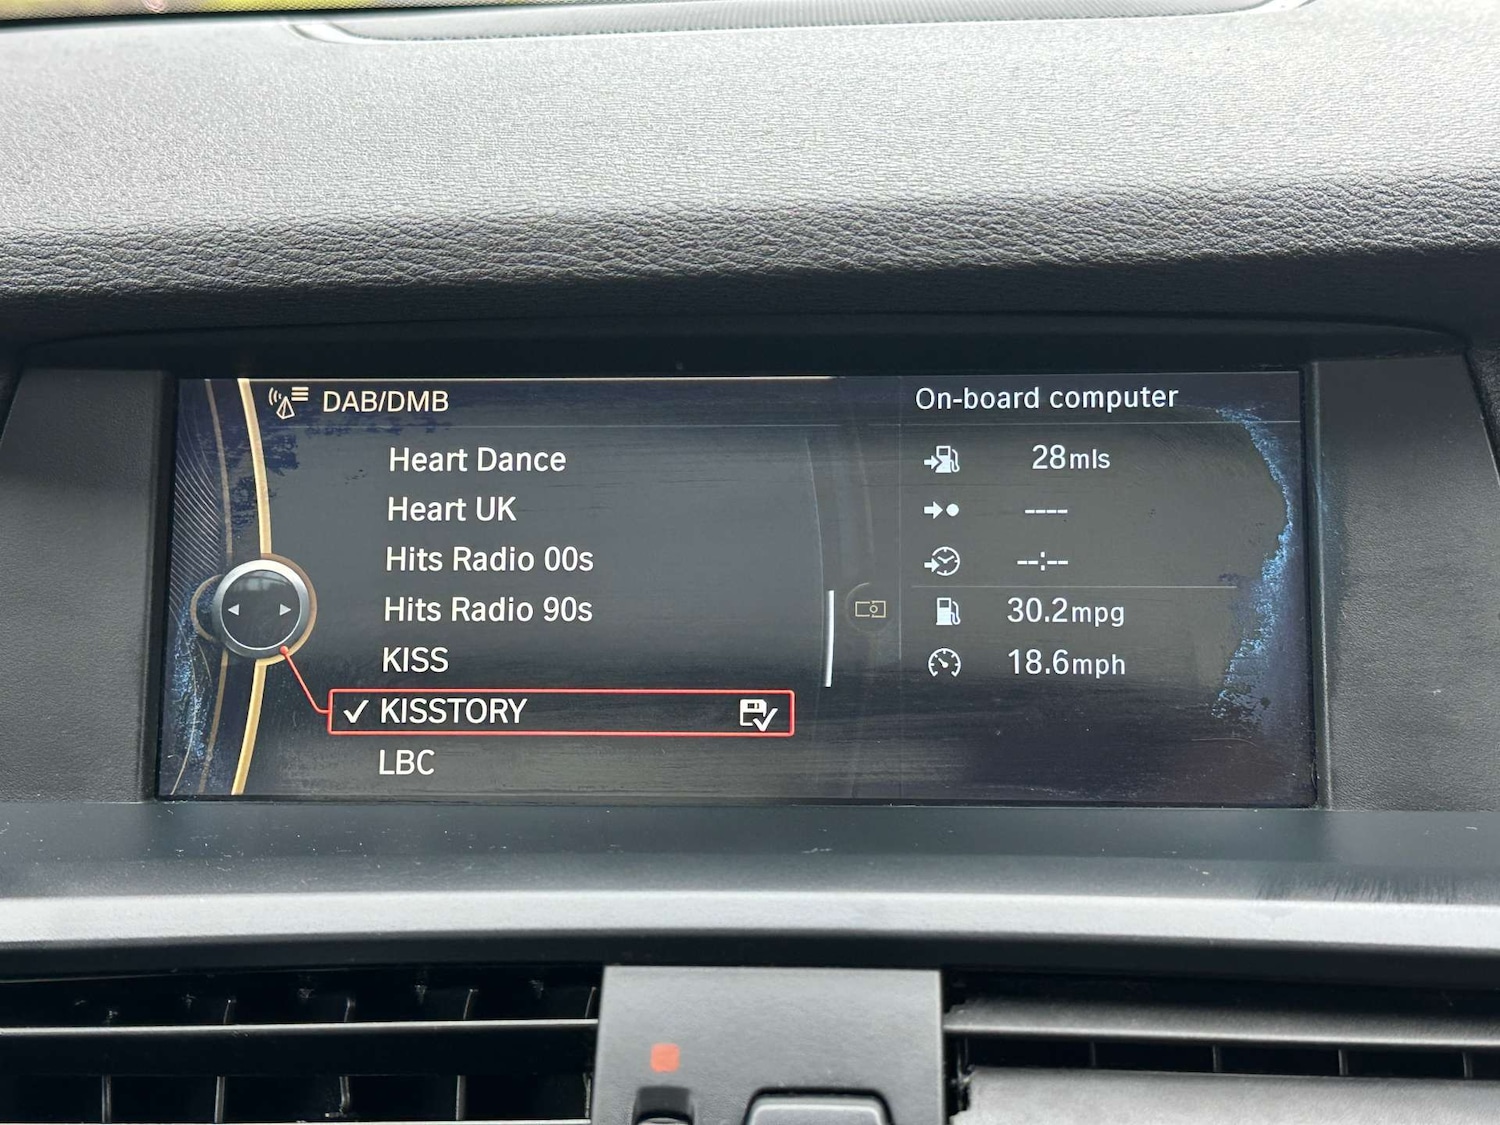 DAB/DMB
Heart Dance
Heart UK
Hits Radio 00s
Hits Radio 90s
KISS
KISSTORY
LBC
On-board computer
28mls
----
--:--
30.2mpg
18.6mph